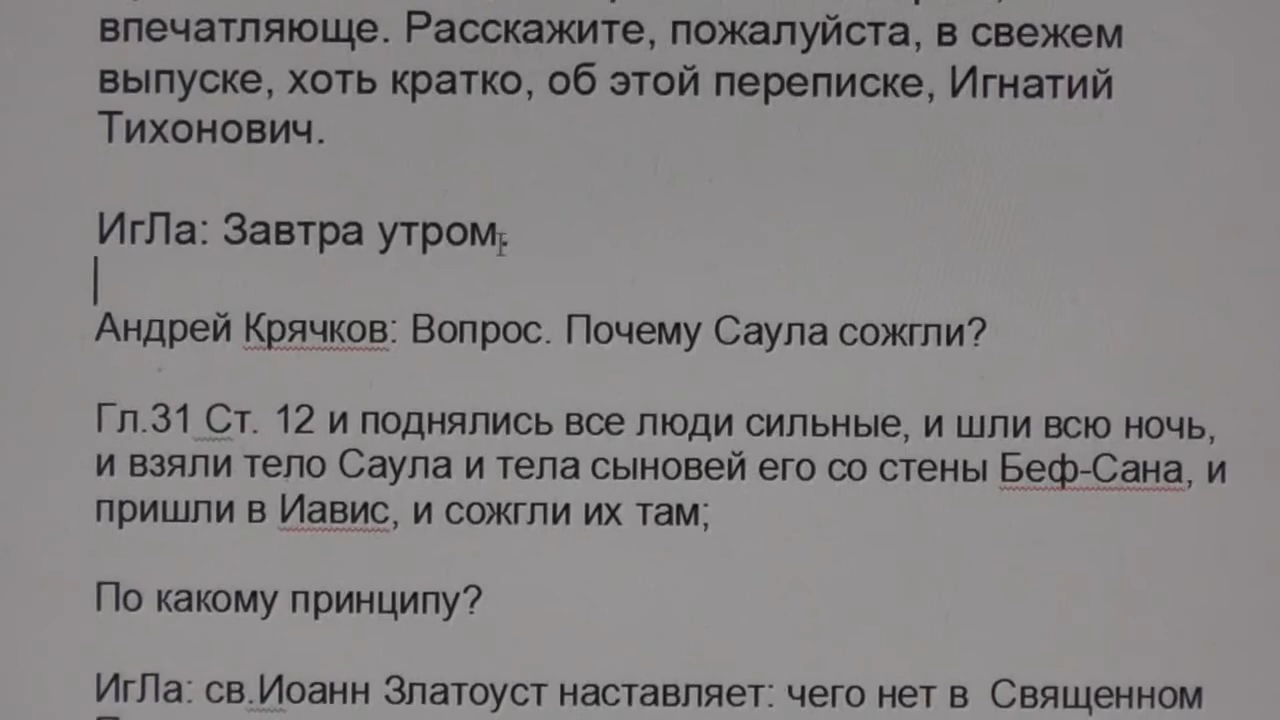 впечатляюще. Расскажите, пожалуйста, в свежем
выпуске, хоть кратко, об этой переписке, Игнатий
Тихонович.
ИгЛа: Завтра утром.
Андрей Крячков: Вопрос. Почему Саула сожгли?
Гл.31 Ст. 12 и поднялись все люди сильные, и шли всю ночь,
и взяли тело Саула и тела сыновей его со стены Беф-Сана, и
пришли в Иавис, и сожгли их там;
По какому принципу?
ИгЛа: св.Иоанн Златоуст наставляет: чего нет в Священном